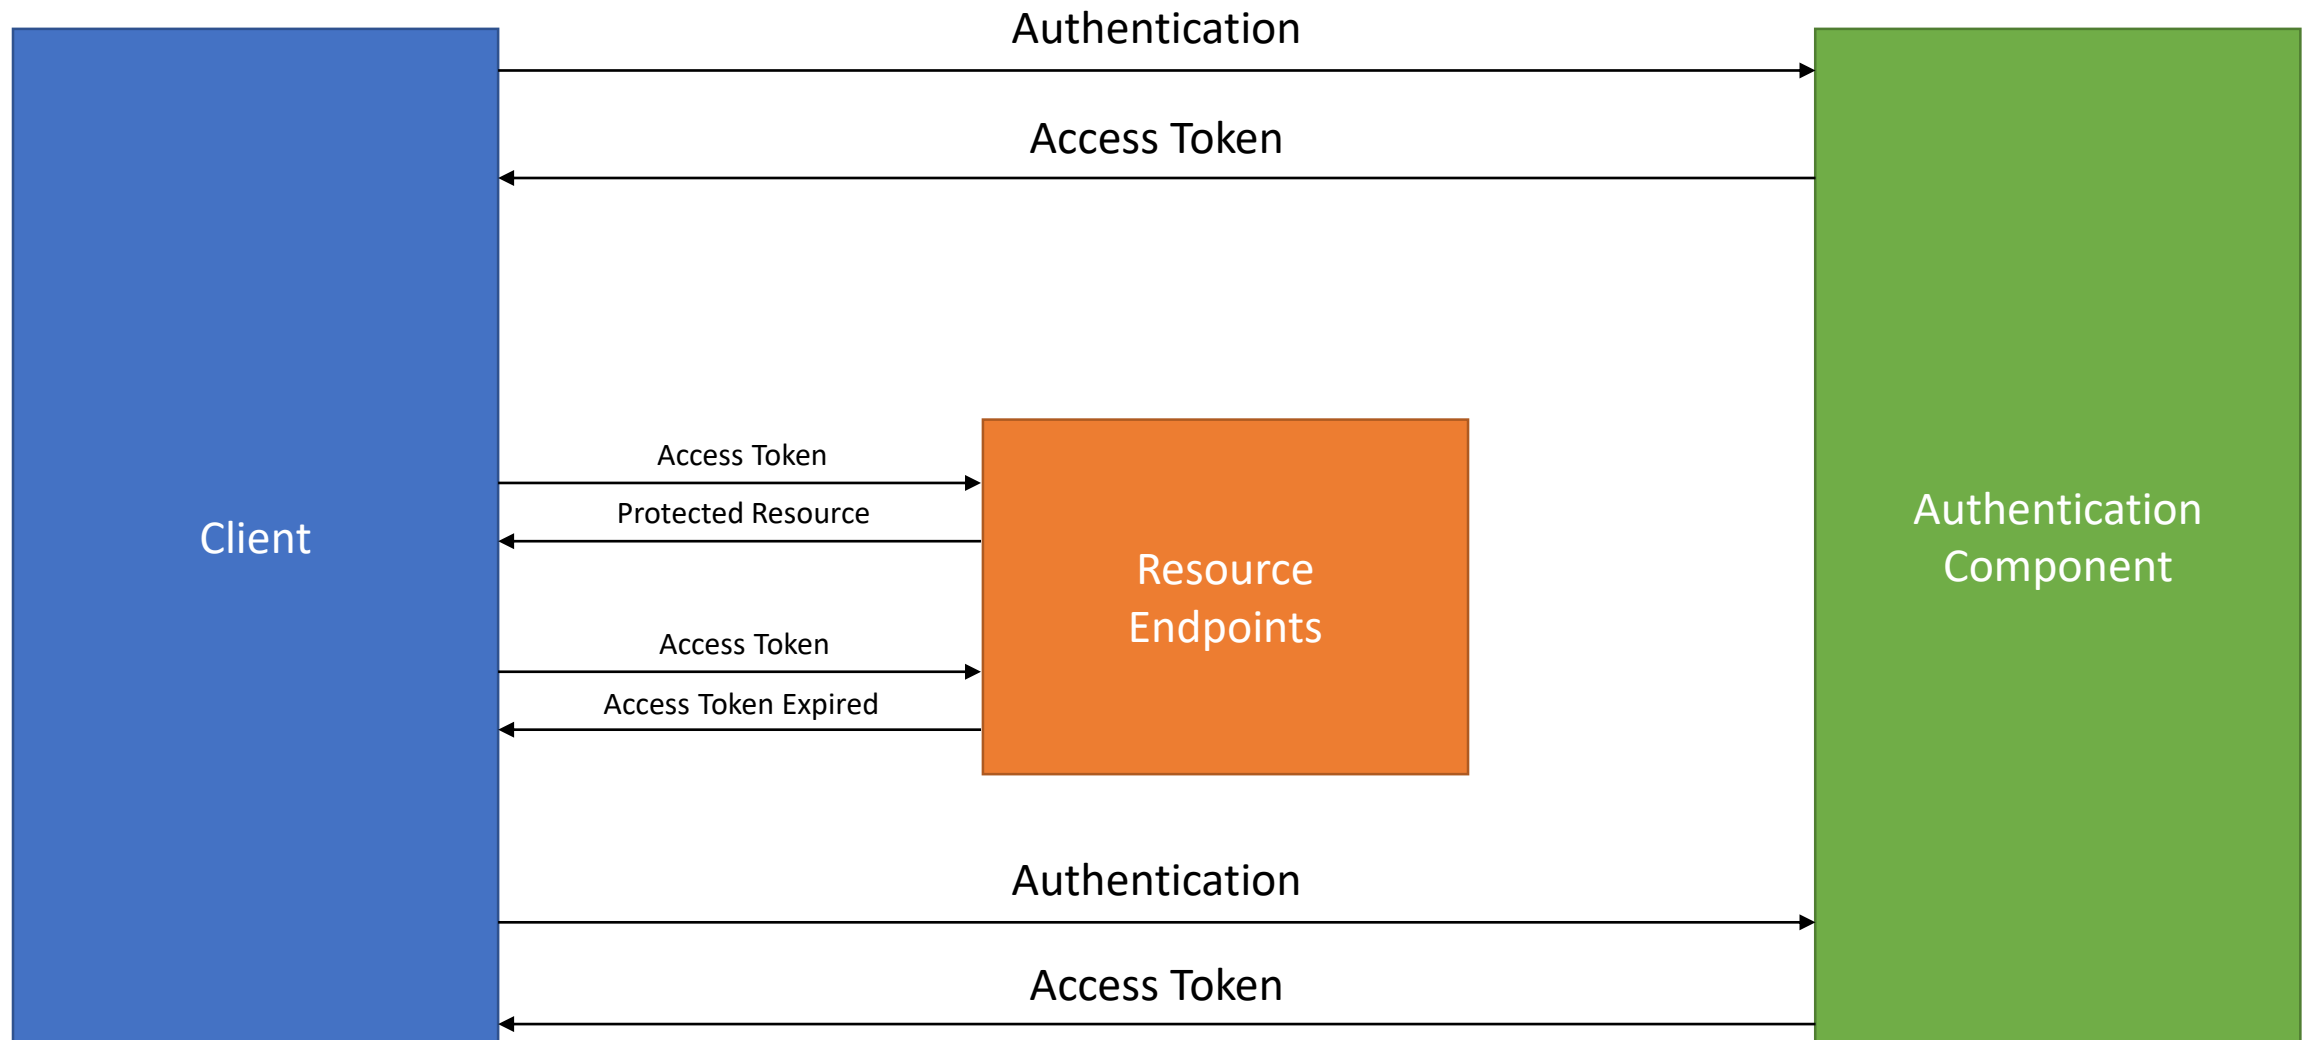 Authentication
Access Token
Access Token
Protected Resource
Client
Resource
Endpoints
Authentication
Component
Access Token
Access Token Expired
Authentication
Access Token